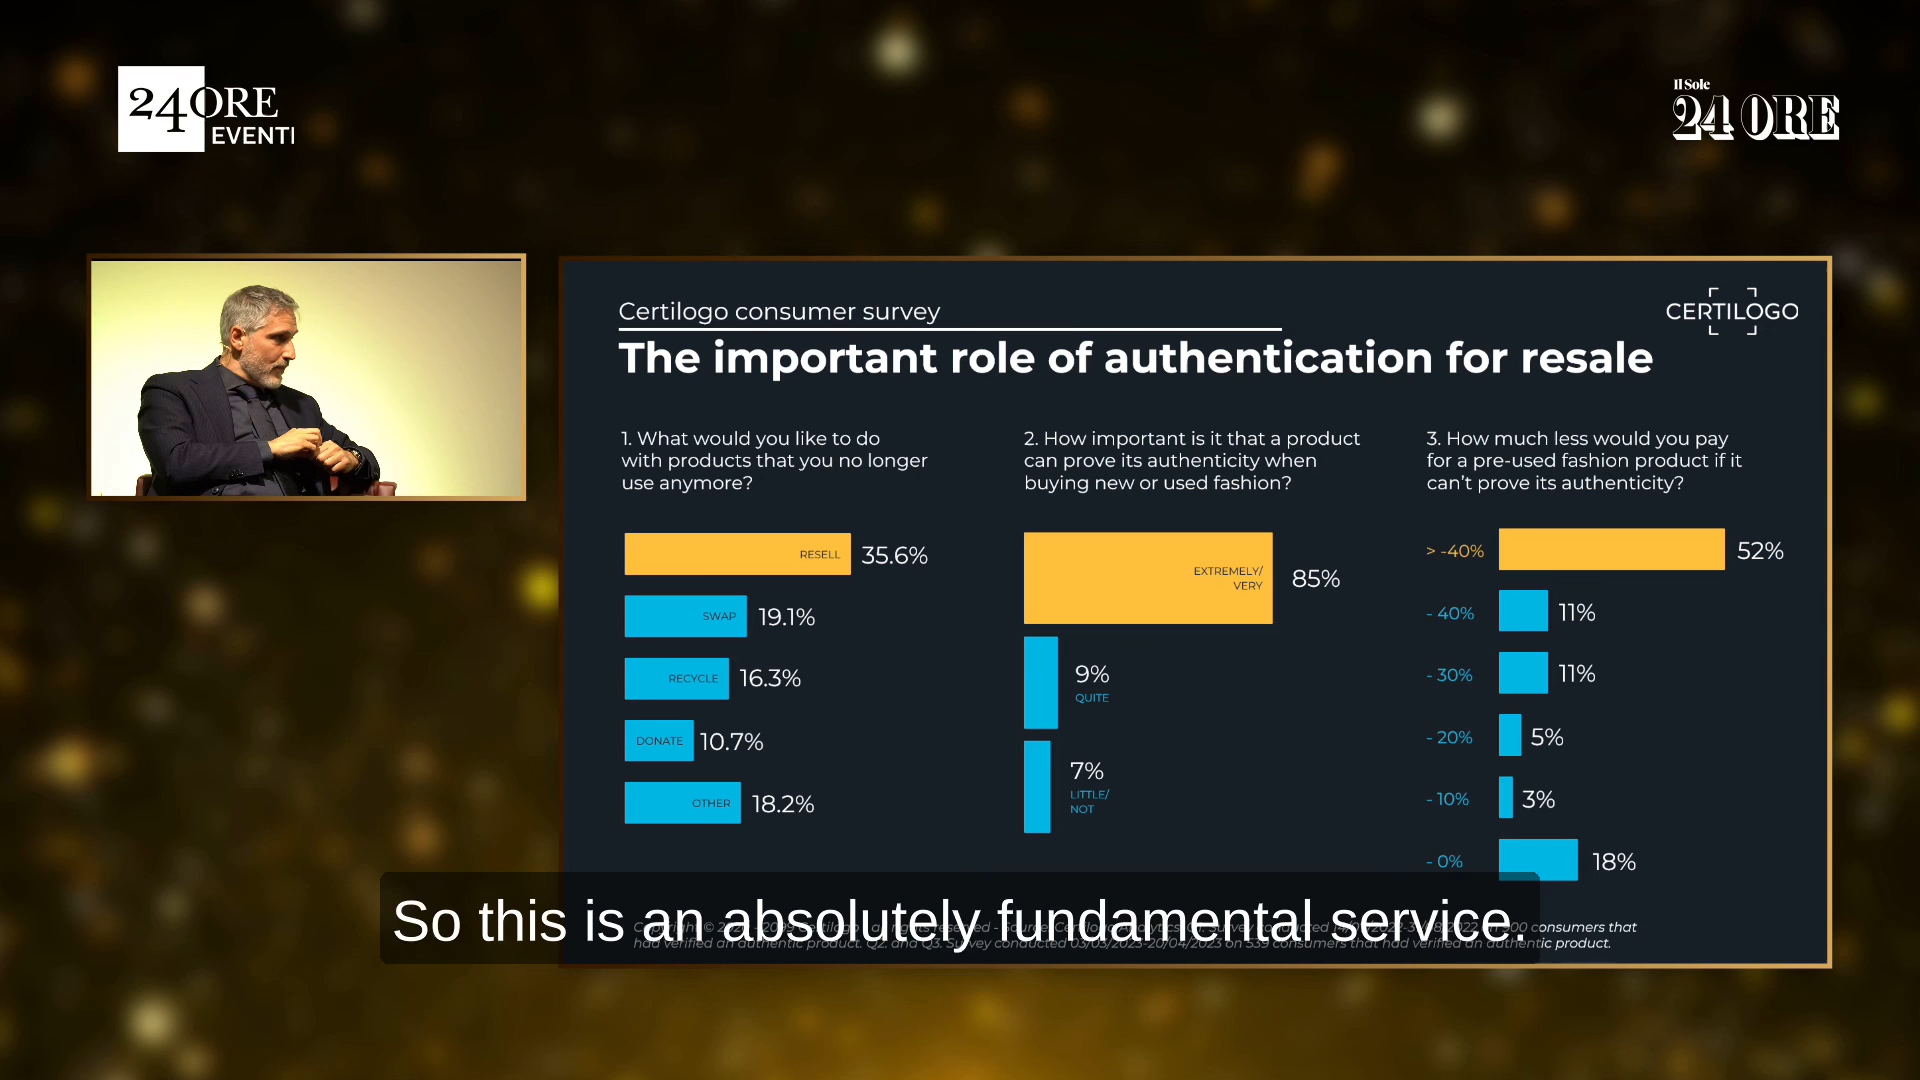 24ORE
EVENTI
Il Sole
24 ORE
Certilogo consumer survey
CERTILOGO
The important role of authentication for resale
1. What would you like to do
with products that you no longer
use anymore?
RESELL 35.6%
SWAP 19.1%
RECYCLE 16.3%
DONATE 10.7%
OTHER 18.2%
2. How important is it that a product
can prove its authenticity when
buying new or used fashion?
EXTREMELY/
VERY
85%
9%
QUITE
7%
LITTLE/
NOT
3. How much less would you pay
for a pre-used fashion product if it
can't prove its authenticity?
> -40% 52%
- 40% 11%
- 30% 11%
- 20% 5%
- 10% 3%
- 0% 18%
So this is an absolutely fundamental service.
consumers that
had verified an authentic product. Q2. and Q3. Survey conducted 03/03/2023-20/04/2023 on 539 consumers that had verified an authentic product.